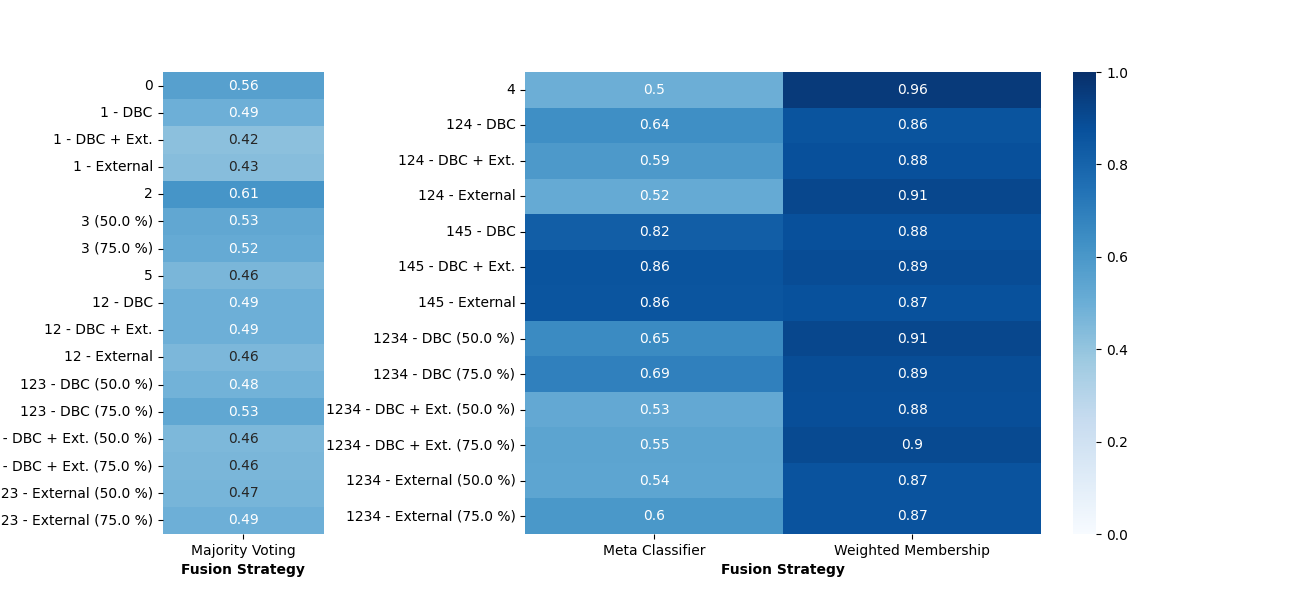 0 0.56
1 - DBC 0.49
1 - DBC + Ext. 0.42
1 - External 0.43
2 0.61
3 (50.0 %) 0.53
3 (75.0 %) 0.52
5 0.46
12 - DBC 0.49
12 - DBC + Ext. 0.49
12 - External 0.46
123 - DBC (50.0 %) 0.48
123 - DBC (75.0 %) 0.53
- DBC + Ext. (50.0 %) 0.46
- DBC + Ext. (75.0 %) 0.46
23 - External (50.0 %) 0.47
23 - External (75.0 %) 0.49
Majority Voting
Fusion Strategy
4 0.5 0.96
124 - DBC 0.64 0.86
124 - DBC + Ext. 0.59 0.88
124 - External 0.52 0.91
145 - DBC 0.82 0.88
145 - DBC + Ext. 0.86 0.89
145 - External 0.86 0.87
1234 - DBC (50.0 %) 0.65 0.91
1234 - DBC (75.0 %) 0.69 0.89
1234 - DBC + Ext. (50.0 %) 0.53 0.88
1234 - DBC + Ext. (75.0 %) 0.55 0.9
1234 - External (50.0 %) 0.54 0.87
1234 - External (75.0 %) 0.6 0.87
Meta Classifier Weighted Membership
Fusion Strategy
1.0
0.8
0.6
0.4
0.2
0.0